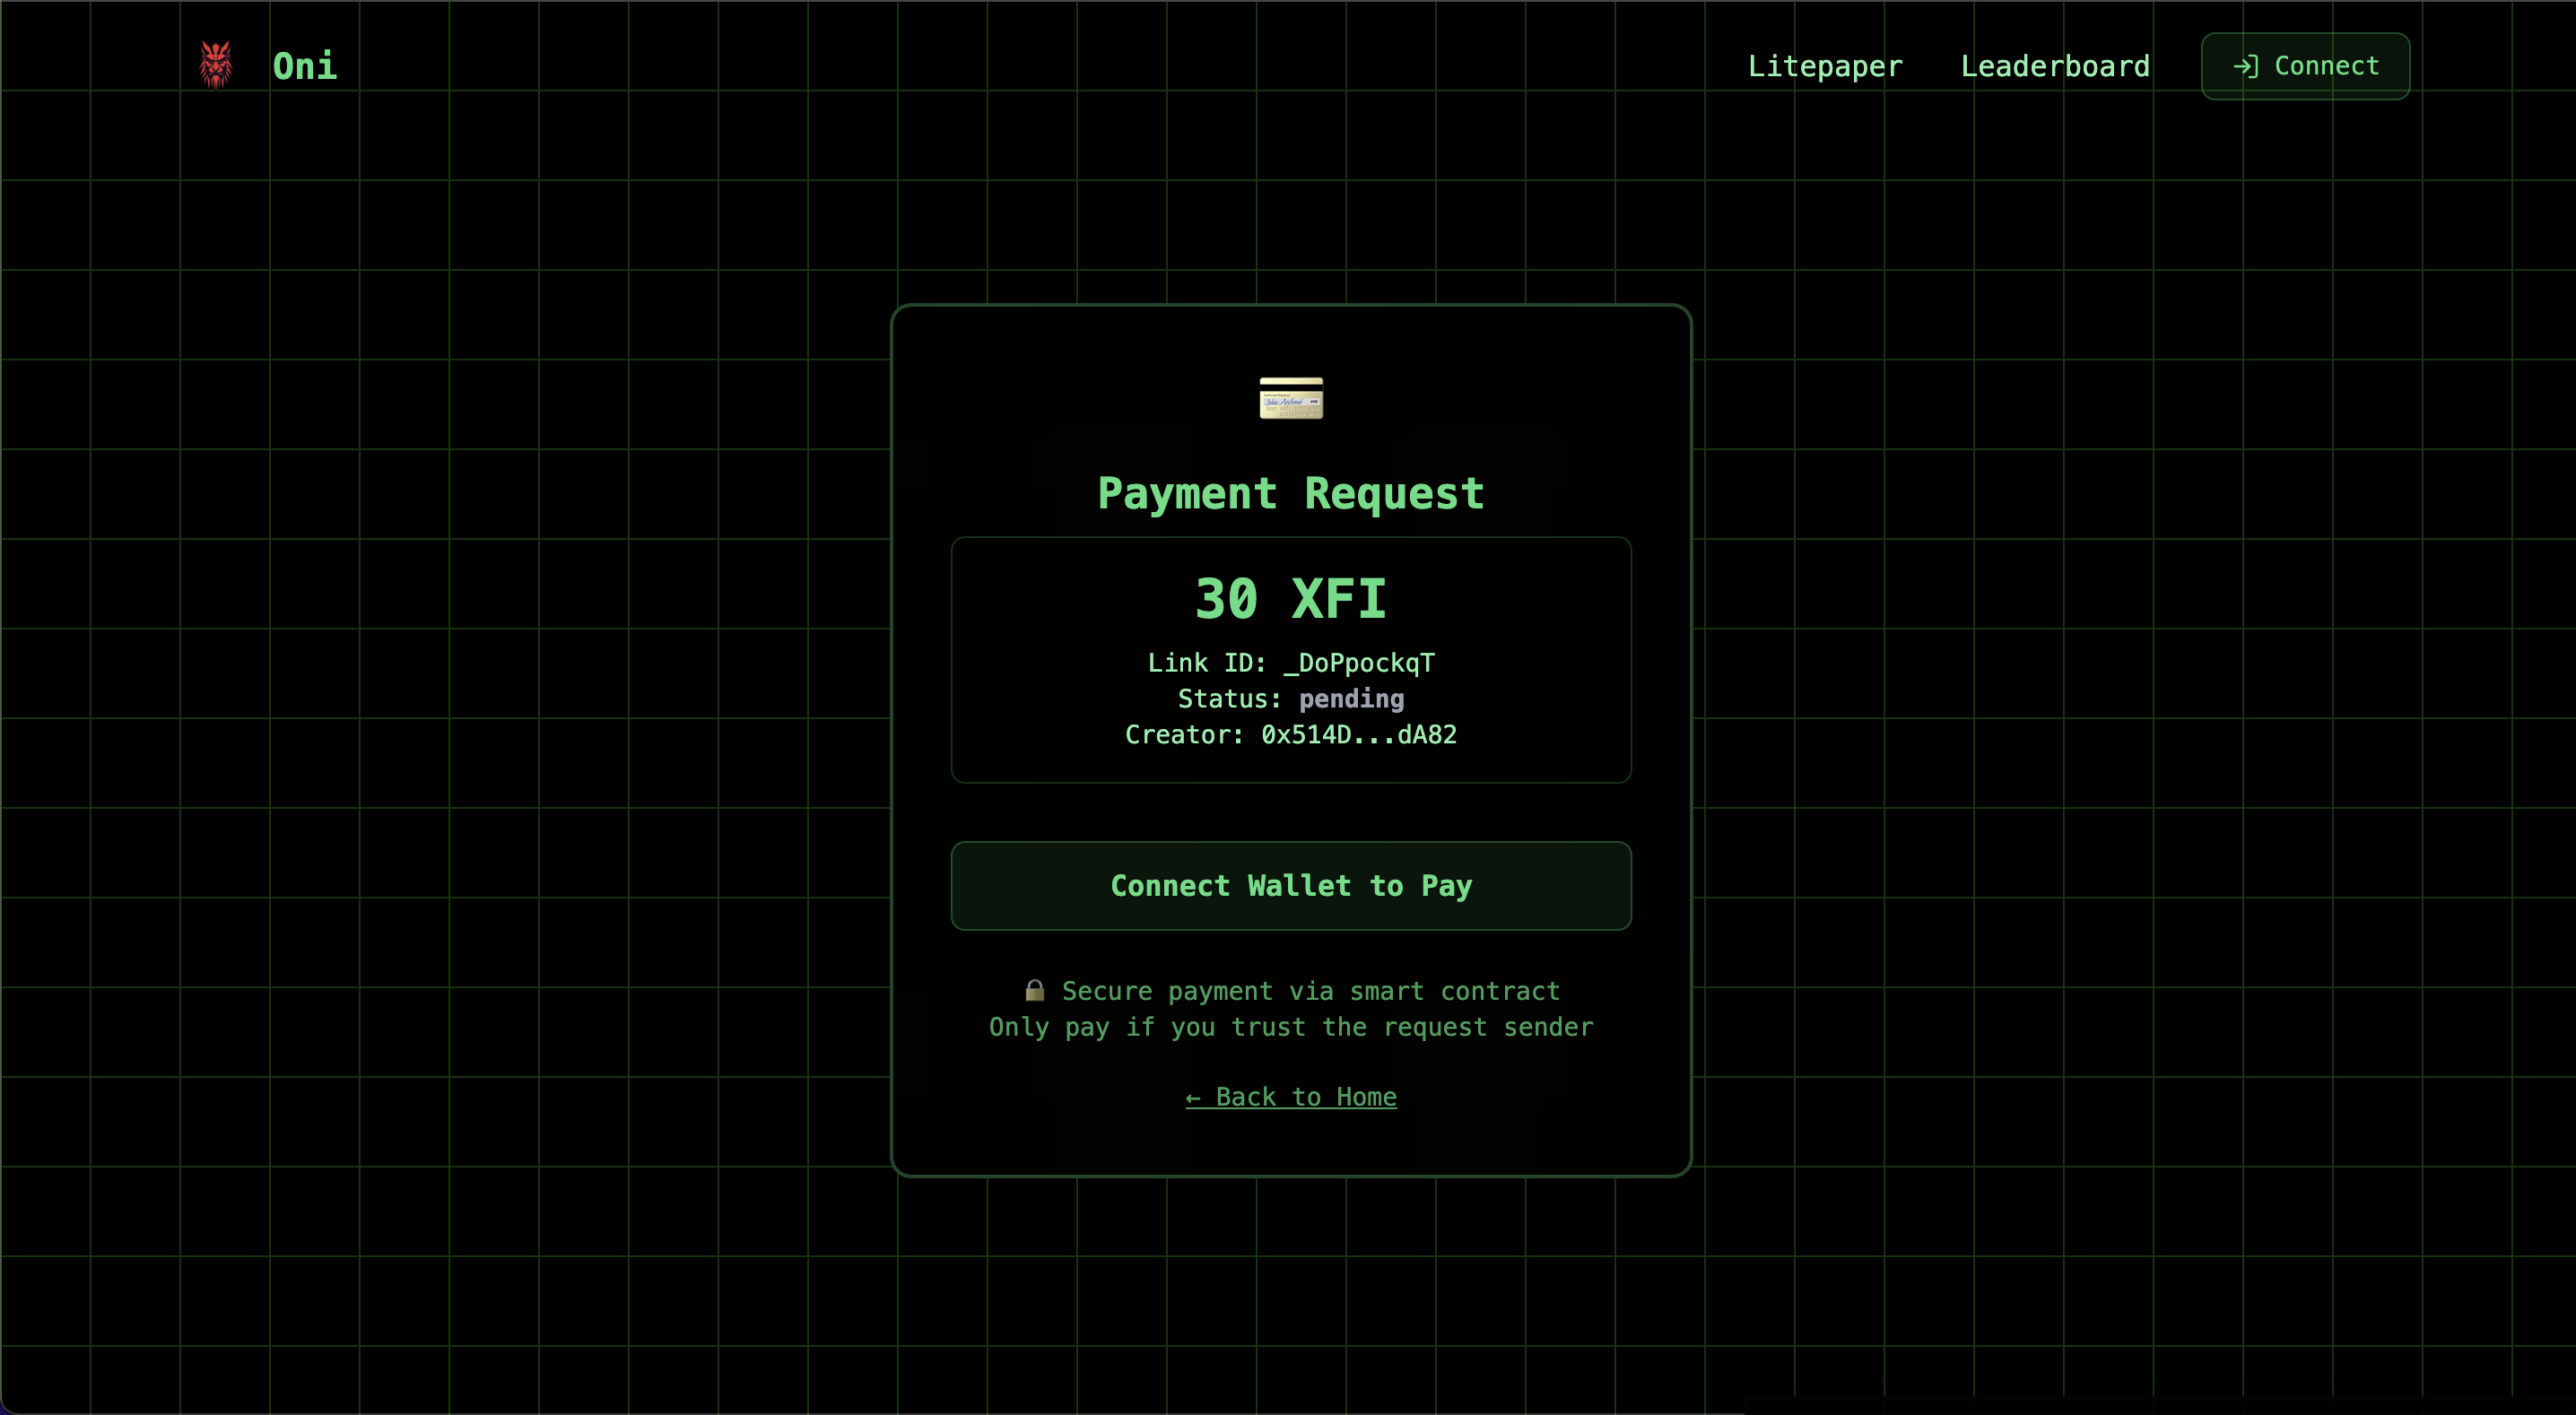 Oni
Litepaper
Leaderboard
Connect
Payment Request
30 XFI
Link ID: _DoPpockqT
Status: pending
Creator: 0x514D...dA82
Connect Wallet to Pay
🔒 Secure payment via smart contract
Only pay if you trust the request sender
← Back to Home